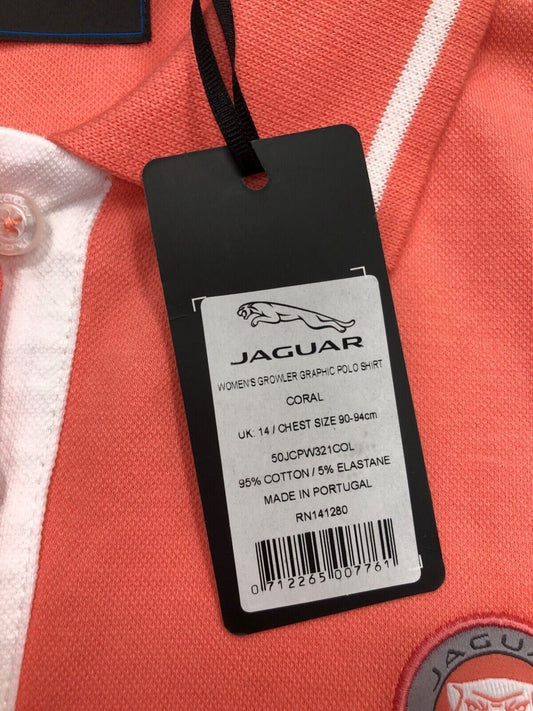 JAGUAR
WOMEN'S GROWLER GRAPHIC POLO SHIRT
CORAL
UK: 14 / CHEST SIZE 90-94cm
50JCPW321COL
95% COTTON / 5% ELASTANE
MADE IN PORTUGAL
RN141280
0 712265 007761
JAGUA